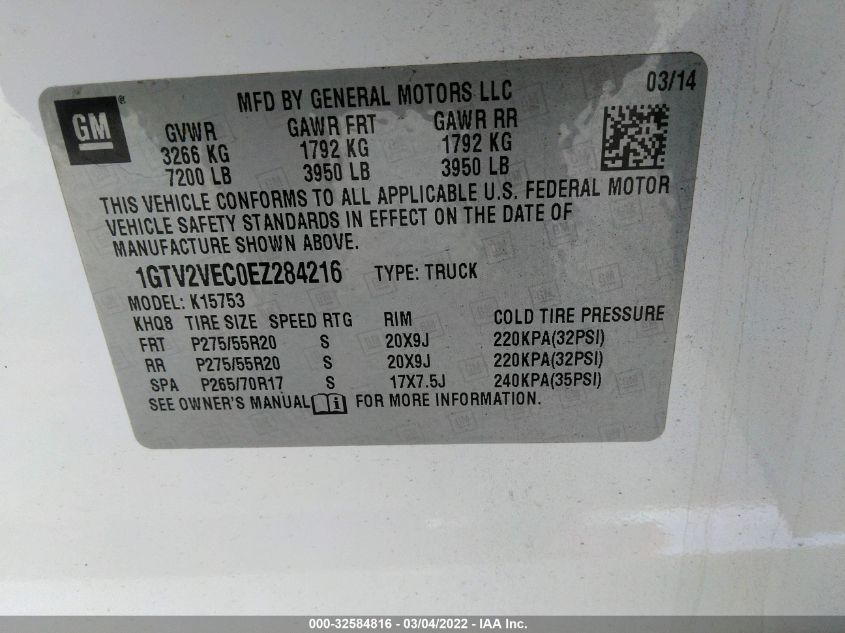 GM®
MFD BY GENERAL MOTORS LLC
03/14
GVWR GAWR FRT GAWR RR
3266 KG 1792 KG 1792 KG
7200 LB 3950 LB 3950 LB
THIS VEHICLE CONFORMS TO ALL APPLICABLE U.S. FEDERAL MOTOR
VEHICLE SAFETY STANDARDS IN EFFECT ON THE DATE OF
MANUFACTURE SHOWN ABOVE.
1GTV2VEC0EZ284216 TYPE: TRUCK
MODEL: K15753
KHQ8 TIRE SIZE SPEED RTG RIM COLD TIRE PRESSURE
FRT P275/55R20 S 20X9J 220KPA(32PSI)
RR P275/55R20 S 20X9J 220KPA(32PSI)
SPA P265/70R17 S 17X7.5J 240KPA(35PSI)
SEE OWNER'S MANUAL i FOR MORE INFORMATION.
000-32584816 - 03/04/2022 - IAA Inc.